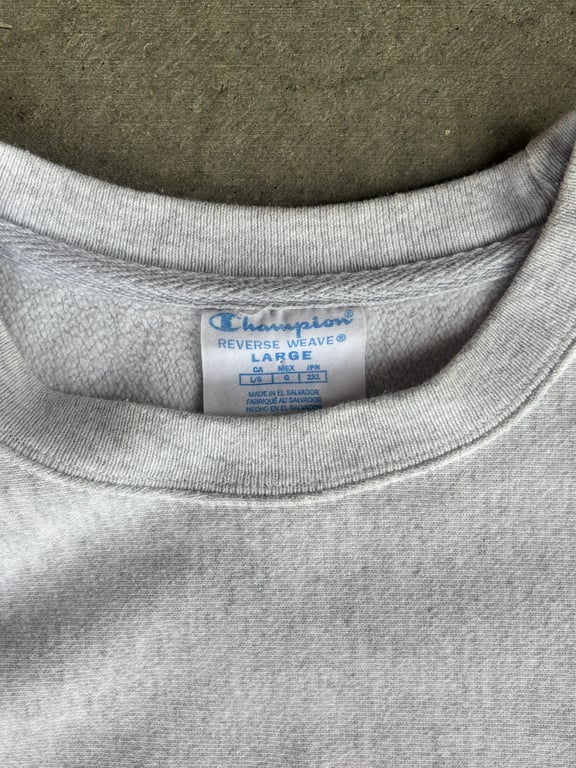 Champion®
REVERSE WEAVE®
LARGE
CA MEX JPN
L/G G 2XL
MADE IN EL SALVADOR
FABRIQUÉ AU SALVADOR
HECHO EN EL SALVADOR